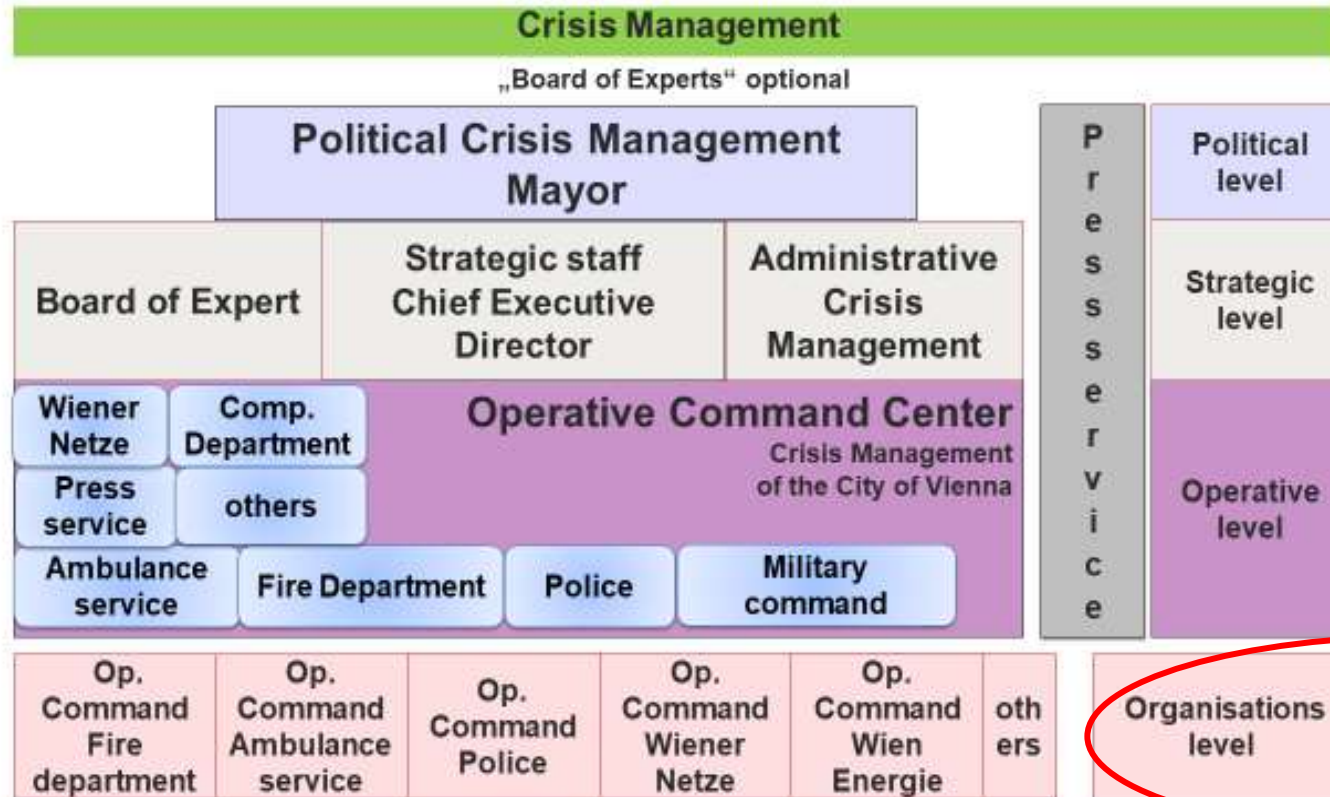 Crisis Management
„Board of Experts“ optional
Political Crisis Management
Mayor
Board of Expert
Strategic staff
Chief Executive
Director
Administrative
Crisis
Management
Wiener
Netze
Comp.
Department
Press
service
others
Operative Command Center
Crisis Management
of the City of Vienna
Ambulance
service
Fire Department
Police
Military
command
P
r
e
s
s
s
e
r
v
i
c
e
Political
level
Strategic
level
Operative
level
Op.
Command
Fire
department
Op.
Command
Ambulance
service
Op.
Command
Police
Op.
Command
Wiener
Netze
Op.
Command
Wien
Energie
oth
ers
Organisations
level